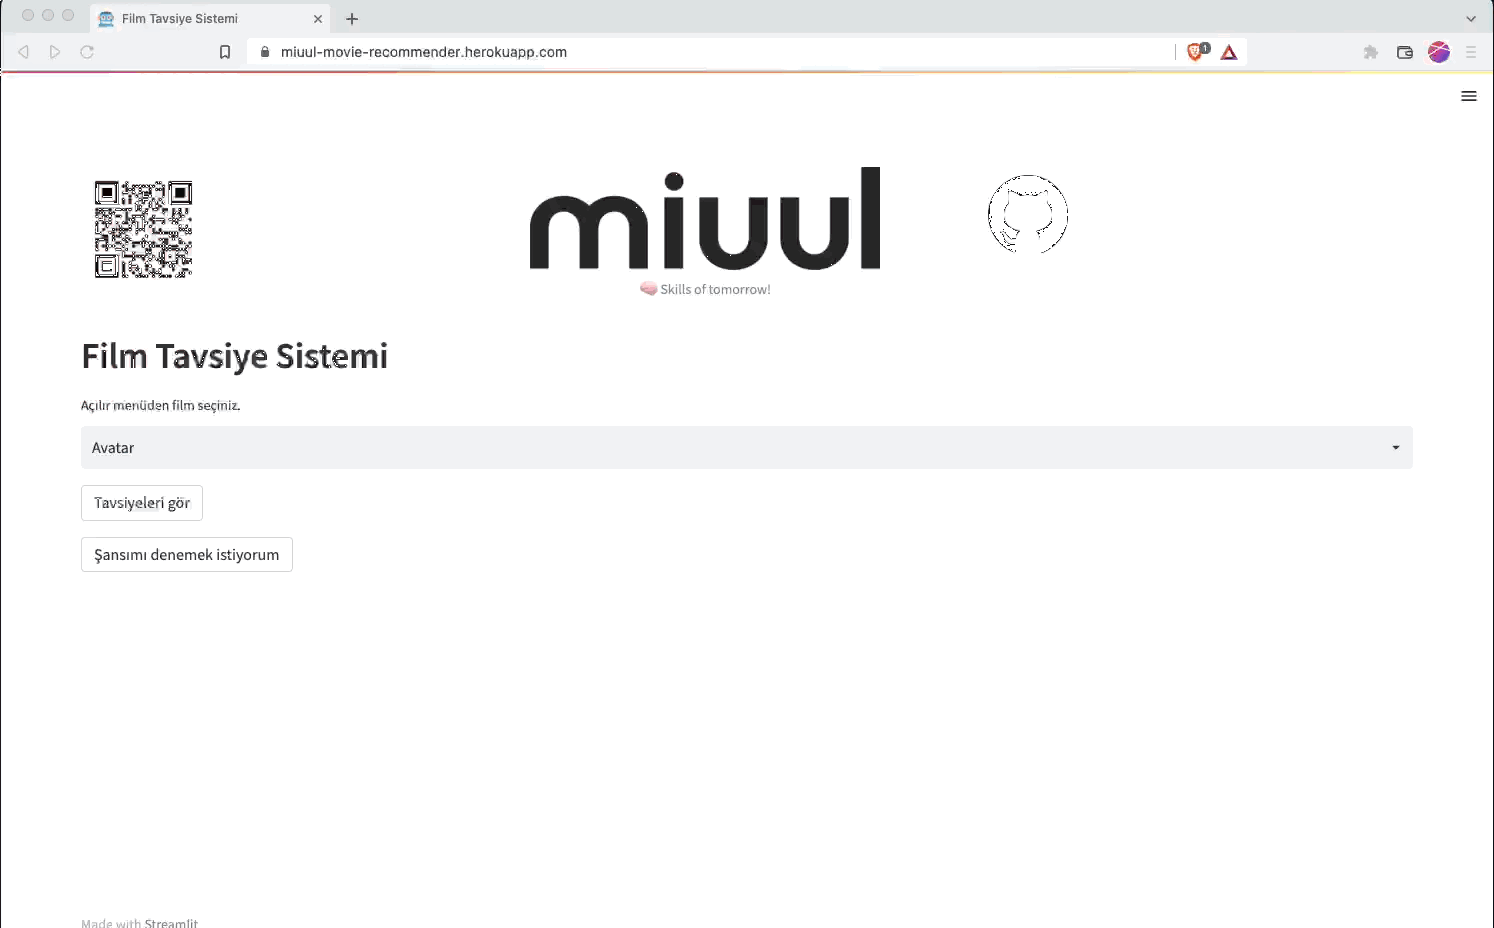 Film Tavsiye Sistemi
miuul-movie-recommender.herokuapp.com
1
miuul
Skills of tomorrow!
Film Tavsiye Sistemi
Açılır menüden film seçiniz.
Avatar
Tavsiyeleri gör
Şansımı denemek istiyorum
Made with Streamlit